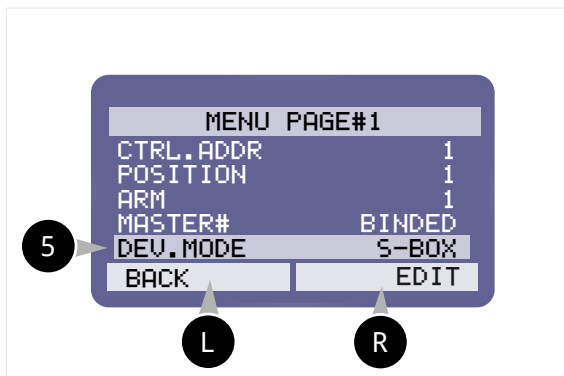 MENU PAGE#1
CTRL.ADDR 1
POSITION 1
ARM 1
MASTER# BINDED
5 DEV.MODE S-BOX
BACK EDIT
L R